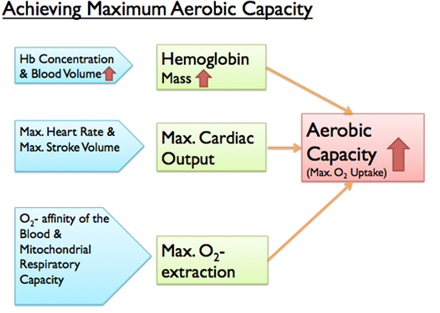 Achieving Maximum Aerobic Capacity
Hb Concentration
& Blood Volume
Hemoglobin
Mass
Max. Heart Rate &
Max. Stroke Volume
Max. Cardiac
Output
Aerobic
Capacity
(Max. O₂ Uptake)
O₂- affinity of the
Blood &
Mitochondrial
Respiratory
Capacity
Max. O₂-
extraction